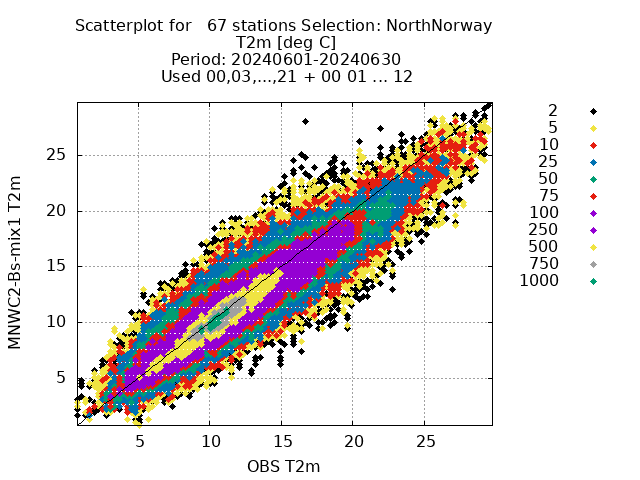 Scatterplot for   67 stations Selection: NorthNorway
T2m [deg C]
Period: 20240601-20240630
Used 00,03,...,21 + 00 01 ... 12
2
5
10
25
50
75
100
250
500
750
1000
25
20
15
10
5
MNWC2-Bs-mix1 T2m
5 10 15 20 25
OBS T2m